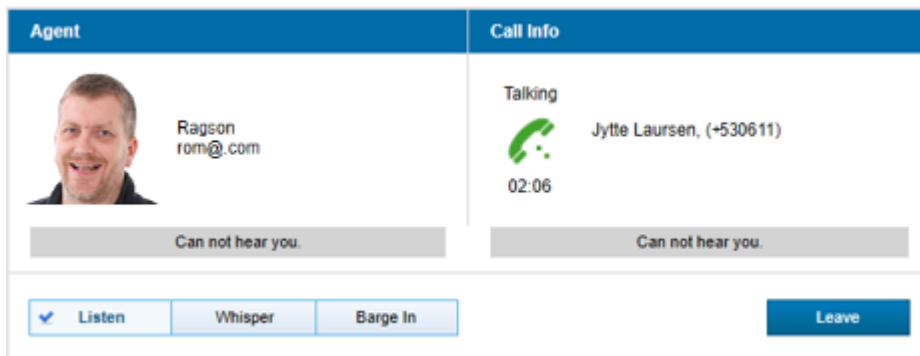 Agent
Call Info
Ragson
rom@.com
Talking
Jytte Laursen, (+530611)
02:06
Can not hear you.
Can not hear you.
Listen
Whisper
Barge In
Leave